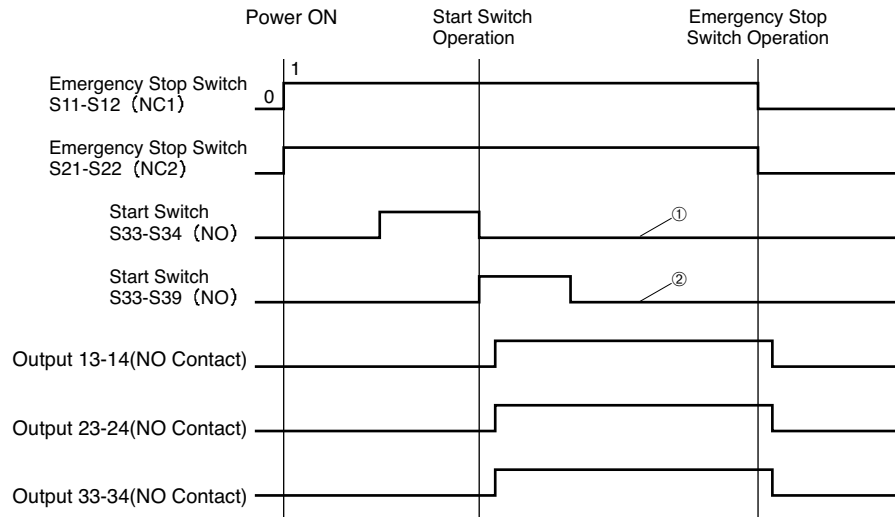 Power ON
Start Switch
Operation
Emergency Stop
Switch Operation
Emergency Stop Switch
S11-S12（NC1）
0
1
Emergency Stop Switch
S21-S22（NC2）
Start Switch
S33-S34（NO）
①
Start Switch
S33-S39（NO）
②
Output 13-14(NO Contact)
Output 23-24(NO Contact)
Output 33-34(NO Contact)